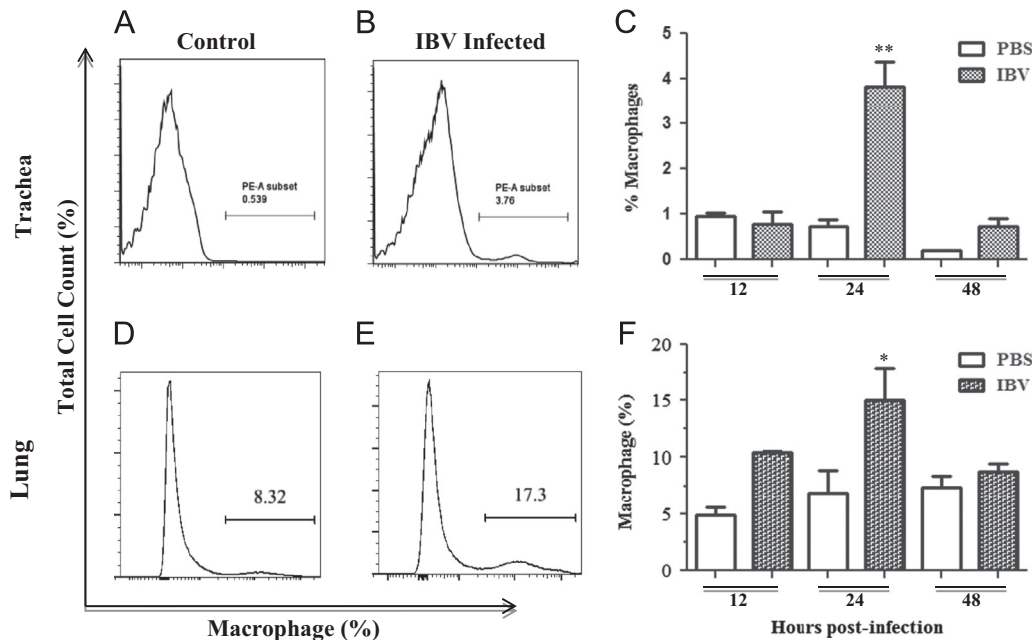 A
Control
B
IBV Infected
C
Trachea
Lung
Total Cell Count (%)
PE-A subset
0.539
PE-A subset
3.76
% Macrophages
5
4
3
2
1
0
**
PBS
IBV
12
24
48
D
E
F
8.32
17.3
Macrophage (%)
20
15
10
5
0
*
PBS
IBV
12
24
48
Macrophage (%)
Hours post-infection